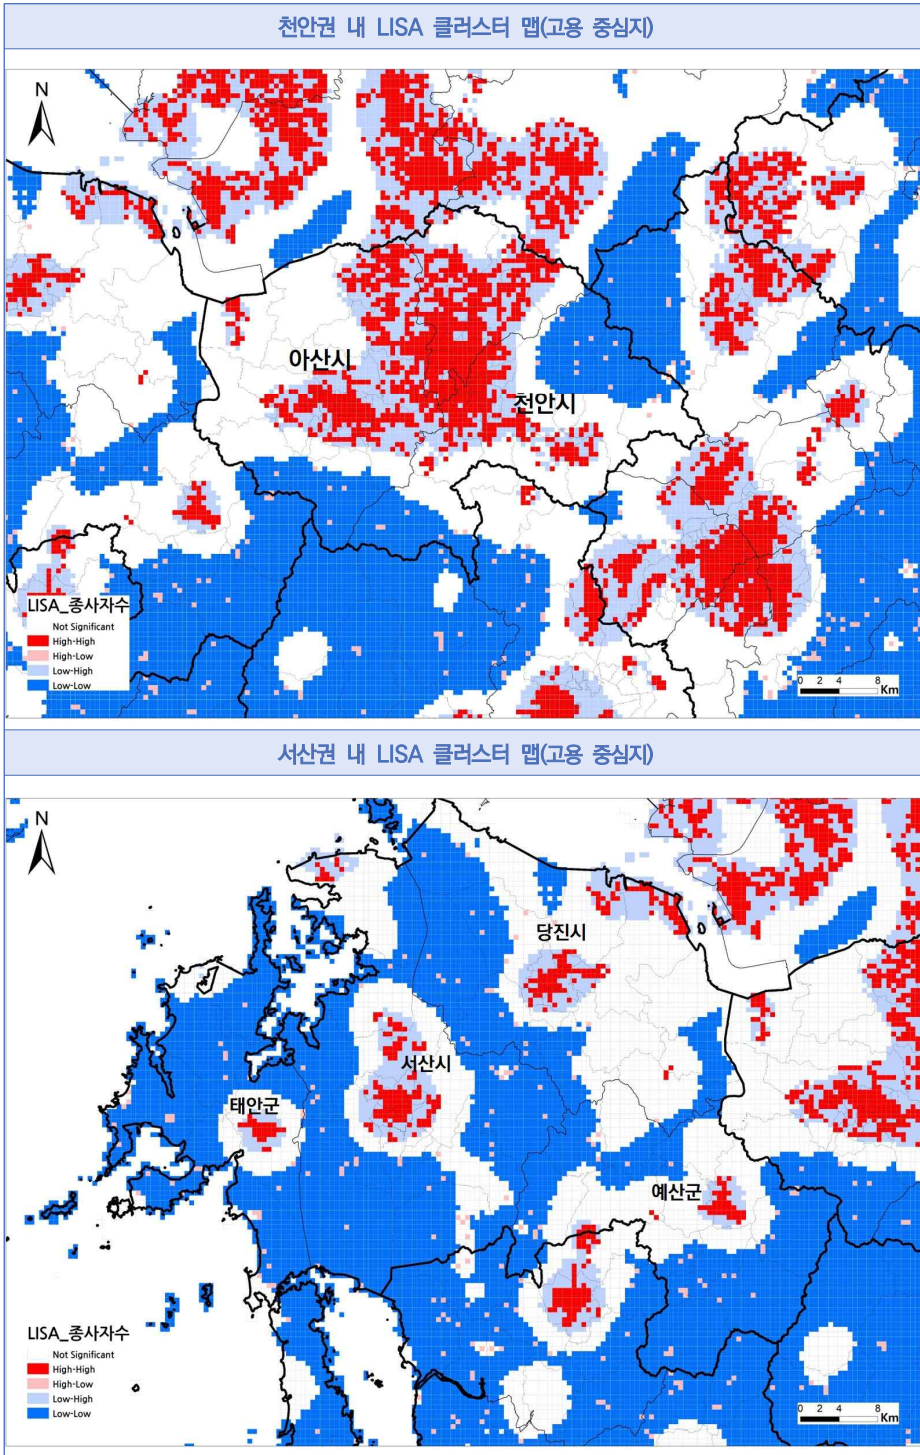 천안권 내 LISA 클러스터 맵(고용 중심지)
N
아산시
천안시
LISA_종사자수
Not Significant
High-High
High-Low
Low-High
Low-Low
0 2 4 8
Km
서산권 내 LISA 클러스터 맵(고용 중심지)
N
당진시
서산시
태안군
예산군
LISA_종사자수
Not Significant
High-High
High-Low
Low-High
Low-Low
0 2 4 8
Km